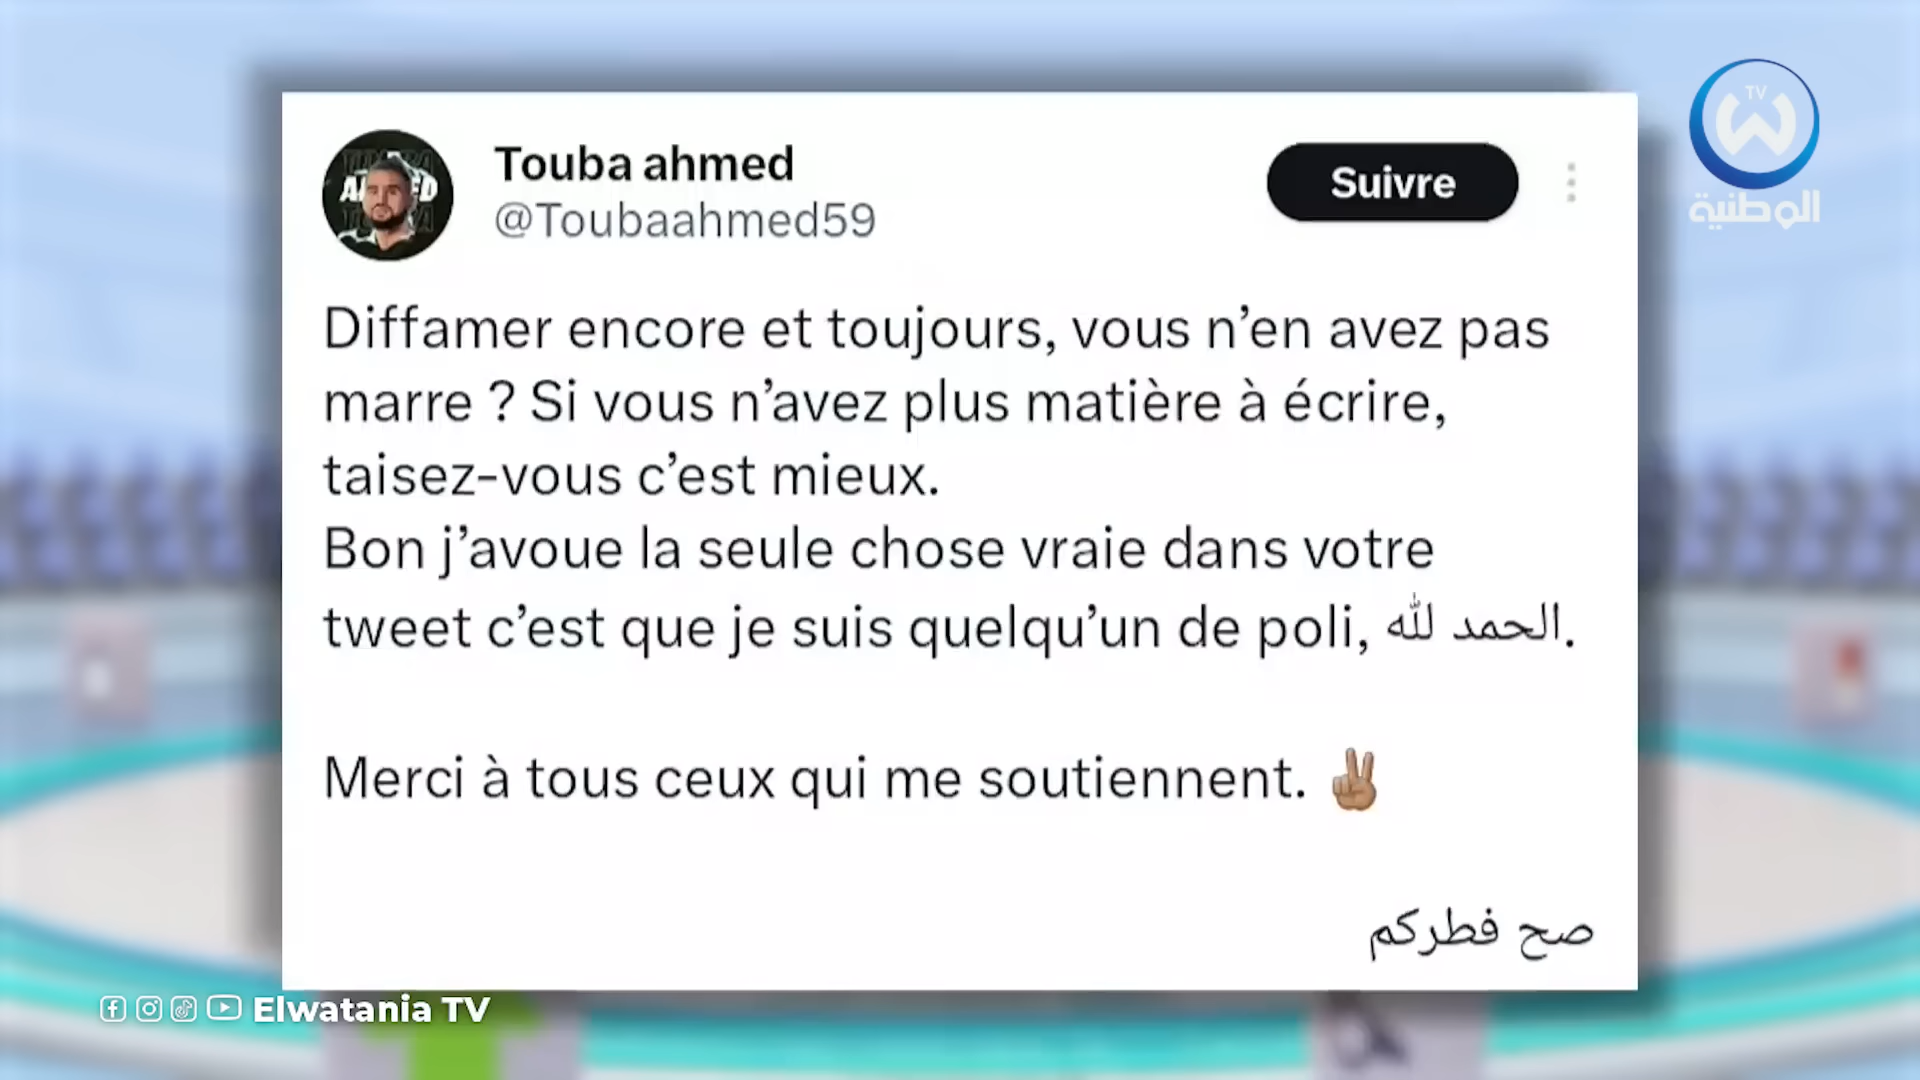 TV
الوطنية
Touba ahmed
@Toubaahmed59
Suivre
Diffamer encore et toujours, vous n’en avez pas
marre ? Si vous n’avez plus matière à écrire,
taisez-vous c’est mieux.
Bon j’avoue la seule chose vraie dans votre
tweet c’est que je suis quelqu’un de poli, الحمد لله.
Merci à tous ceux qui me soutiennent. ✌🏽
صح فطركم
Elwatania TV